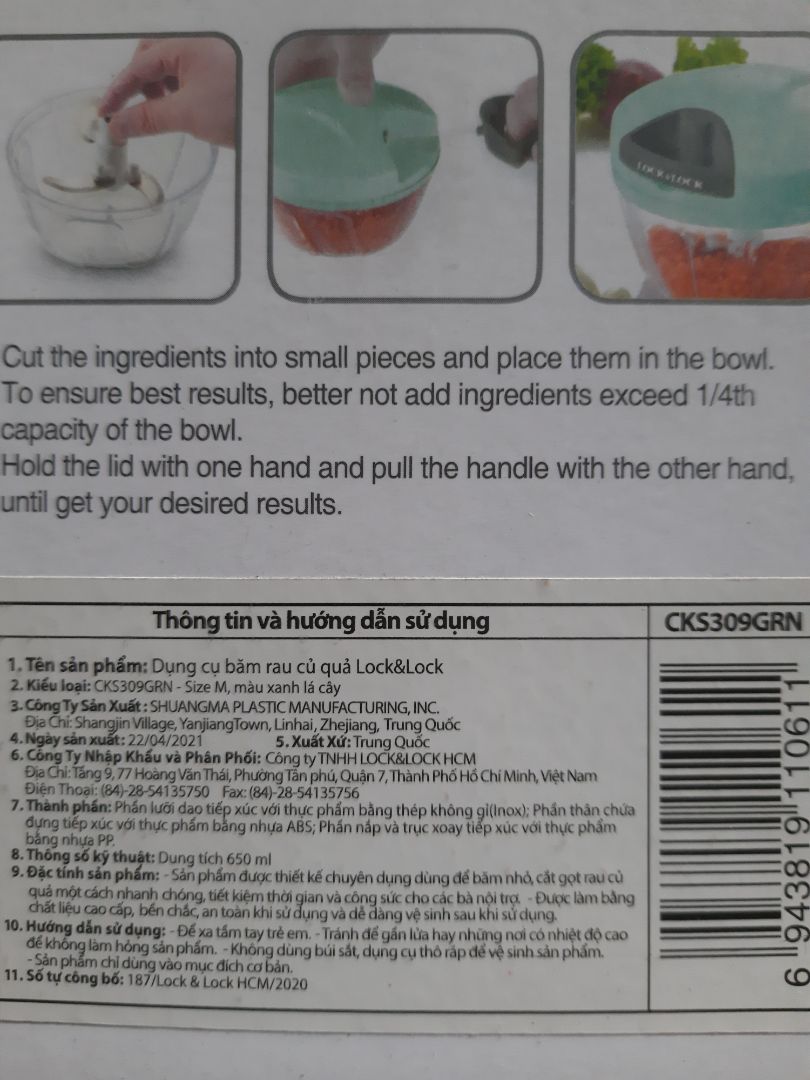 LOCK & LOCK
Cut the ingredients into small pieces and place them in the bowl.
To ensure best results, better not add ingredients exceed 1/4th
capacity of the bowl.
Hold the lid with one hand and pull the handle with the other hand,
until get your desired results.
Thông tin và hướng dẫn sử dụng
CKS309GRN
1. Tên sản phẩm: Dụng cụ băm rau củ quả Lock&Lock
2. Kiểu loại: CKS309GRN - Size M, màu xanh lá cây
3. Công Ty Sản Xuất : SHUANGMA PLASTIC MANUFACTURING, INC.
Địa Chỉ: Shangjin Village, YanjiangTown, Linhai, Zhejiang, Trung Quốc
4. Ngày sản xuất: 22/04/2021 5. Xuất Xứ: Trung Quốc
6. Công Ty Nhập Khẩu và Phân Phối: Công ty TNHH LOCK&LOCK HCM
Địa Chỉ: Tầng 9, 77 Hoàng Văn Thái, Phường Tân phú, Quận 7, Thành Phố Hồ Chí Minh, Việt Nam
Điện Thoại: (84)-28-54135750 Fax: (84)-28-54135756
7. Thành phần: Phần lưỡi dao tiếp xúc với thực phẩm bằng thép không gỉ(Inox); Phần thân chứa
đựng tiếp xúc với thực phẩm bằng nhựa ABS; Phần nắp và trục xoay tiếp xúc với thực phẩm
bằng nhựa PP.
8. Thông số kỹ thuật: Dung tích 650 ml
9. Đặc tính sản phẩm: - Sản phẩm được thiết kế chuyên dụng dùng để băm nhỏ, cắt gọt rau củ
quả một cách nhanh chóng, tiết kiệm thời gian và công sức cho các bà nội trợ. - Được làm bằng
chất liệu cao cấp, bền chắc, an toàn khi sử dụng và dễ dàng vệ sinh sau khi sử dụng.
10. Hướng dẫn sử dụng: - Để xa tầm tay trẻ em. - Tránh để gần lửa hay những nơi có nhiệt độ cao
để không làm hỏng sản phẩm. - Không dùng búi sắt, dụng cụ thô ráp để vệ sinh sản phẩm.
- Sản phẩm chỉ dùng vào mục đích cơ bản.
11. Số tự công bố: 187/Lock & Lock HCM/2020
6 943819 110611